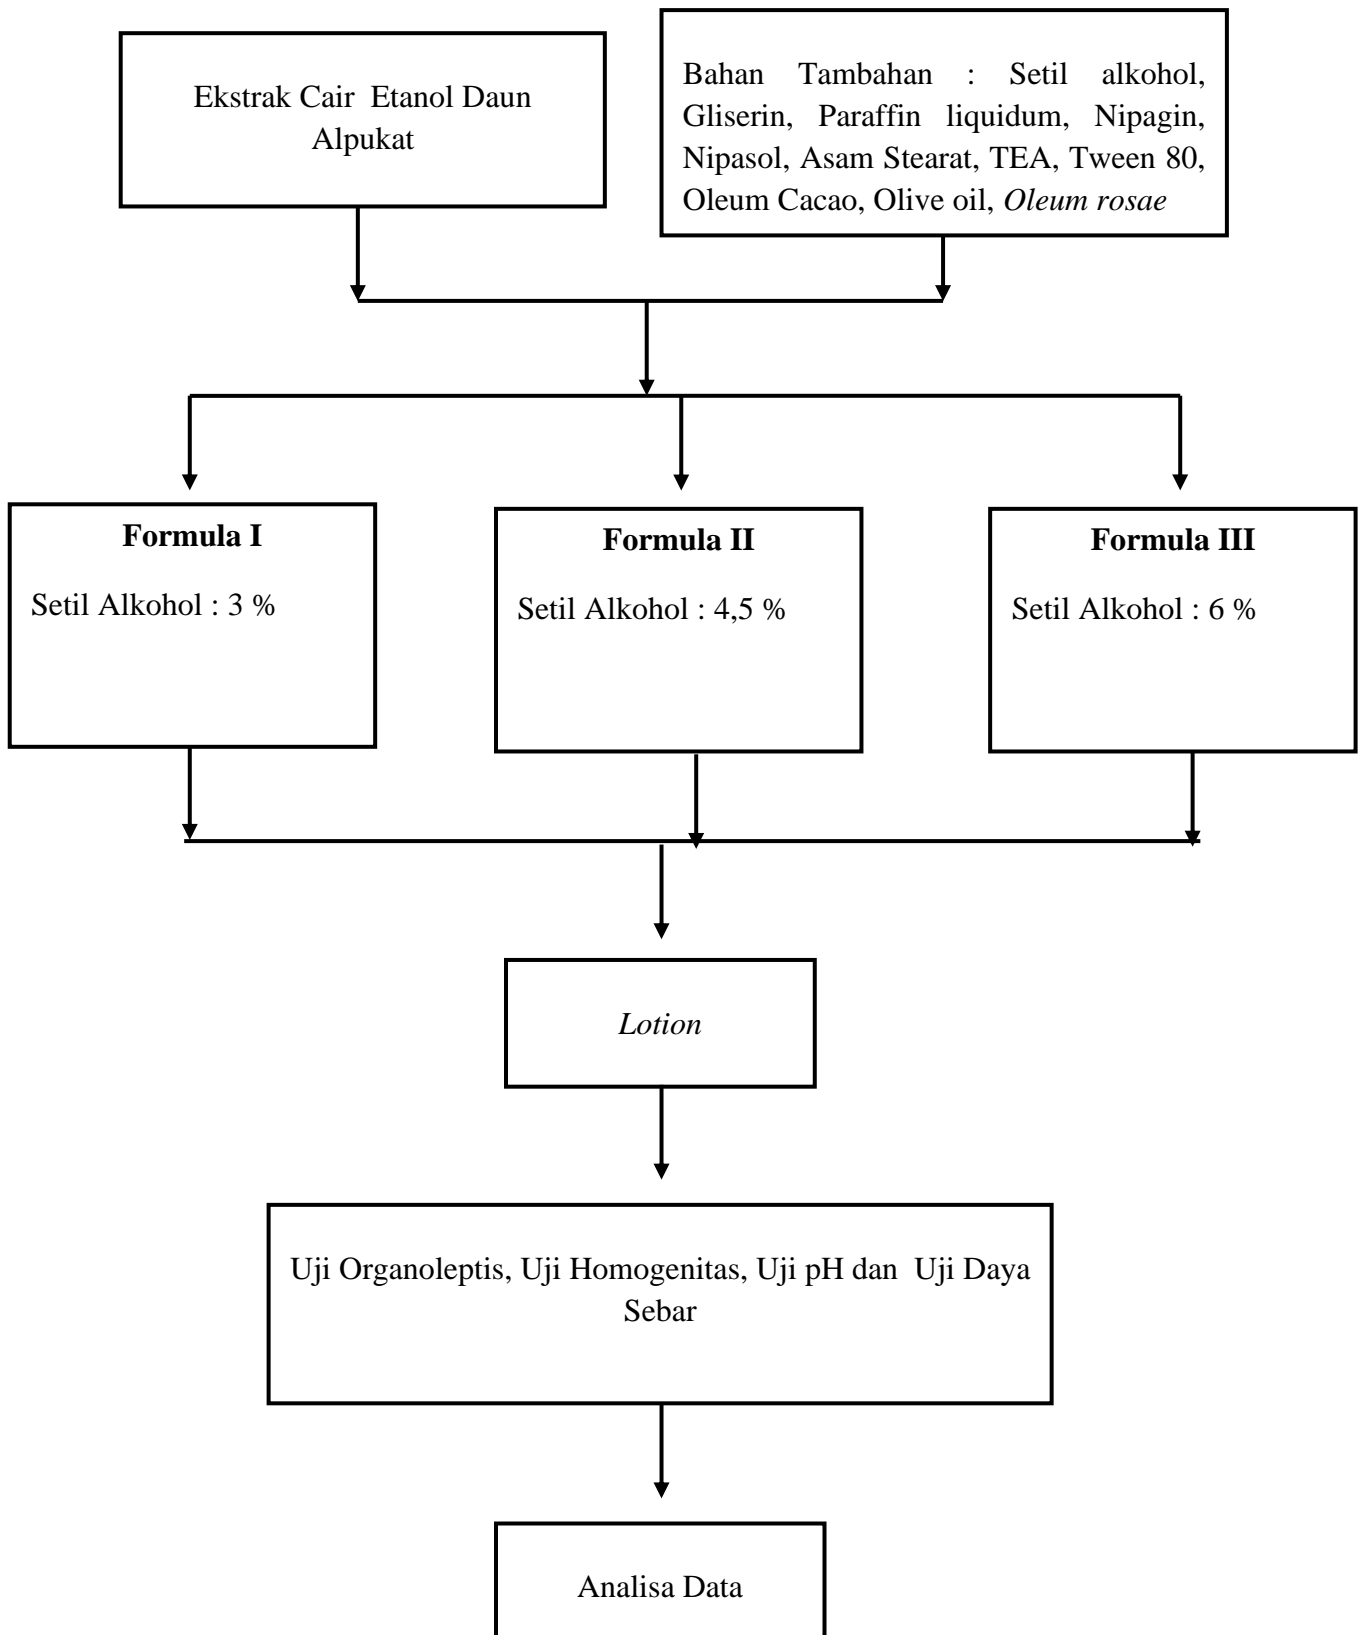 Ekstrak Cair Etanol Daun
Alpukat
Bahan Tambahan : Setil alkohol,
Gliserin, Paraffin liquidum, Nipagin,
Nipasol, Asam Stearat, TEA, Tween 80,
Oleum Cacao, Olive oil, Oleum rosae
Formula I
Setil Alkohol : 3 %
Formula II
Setil Alkohol : 4,5 %
Formula III
Setil Alkohol : 6 %
Lotion
Uji Organoleptis, Uji Homogenitas, Uji pH dan Uji Daya
Sebar
Analisa Data